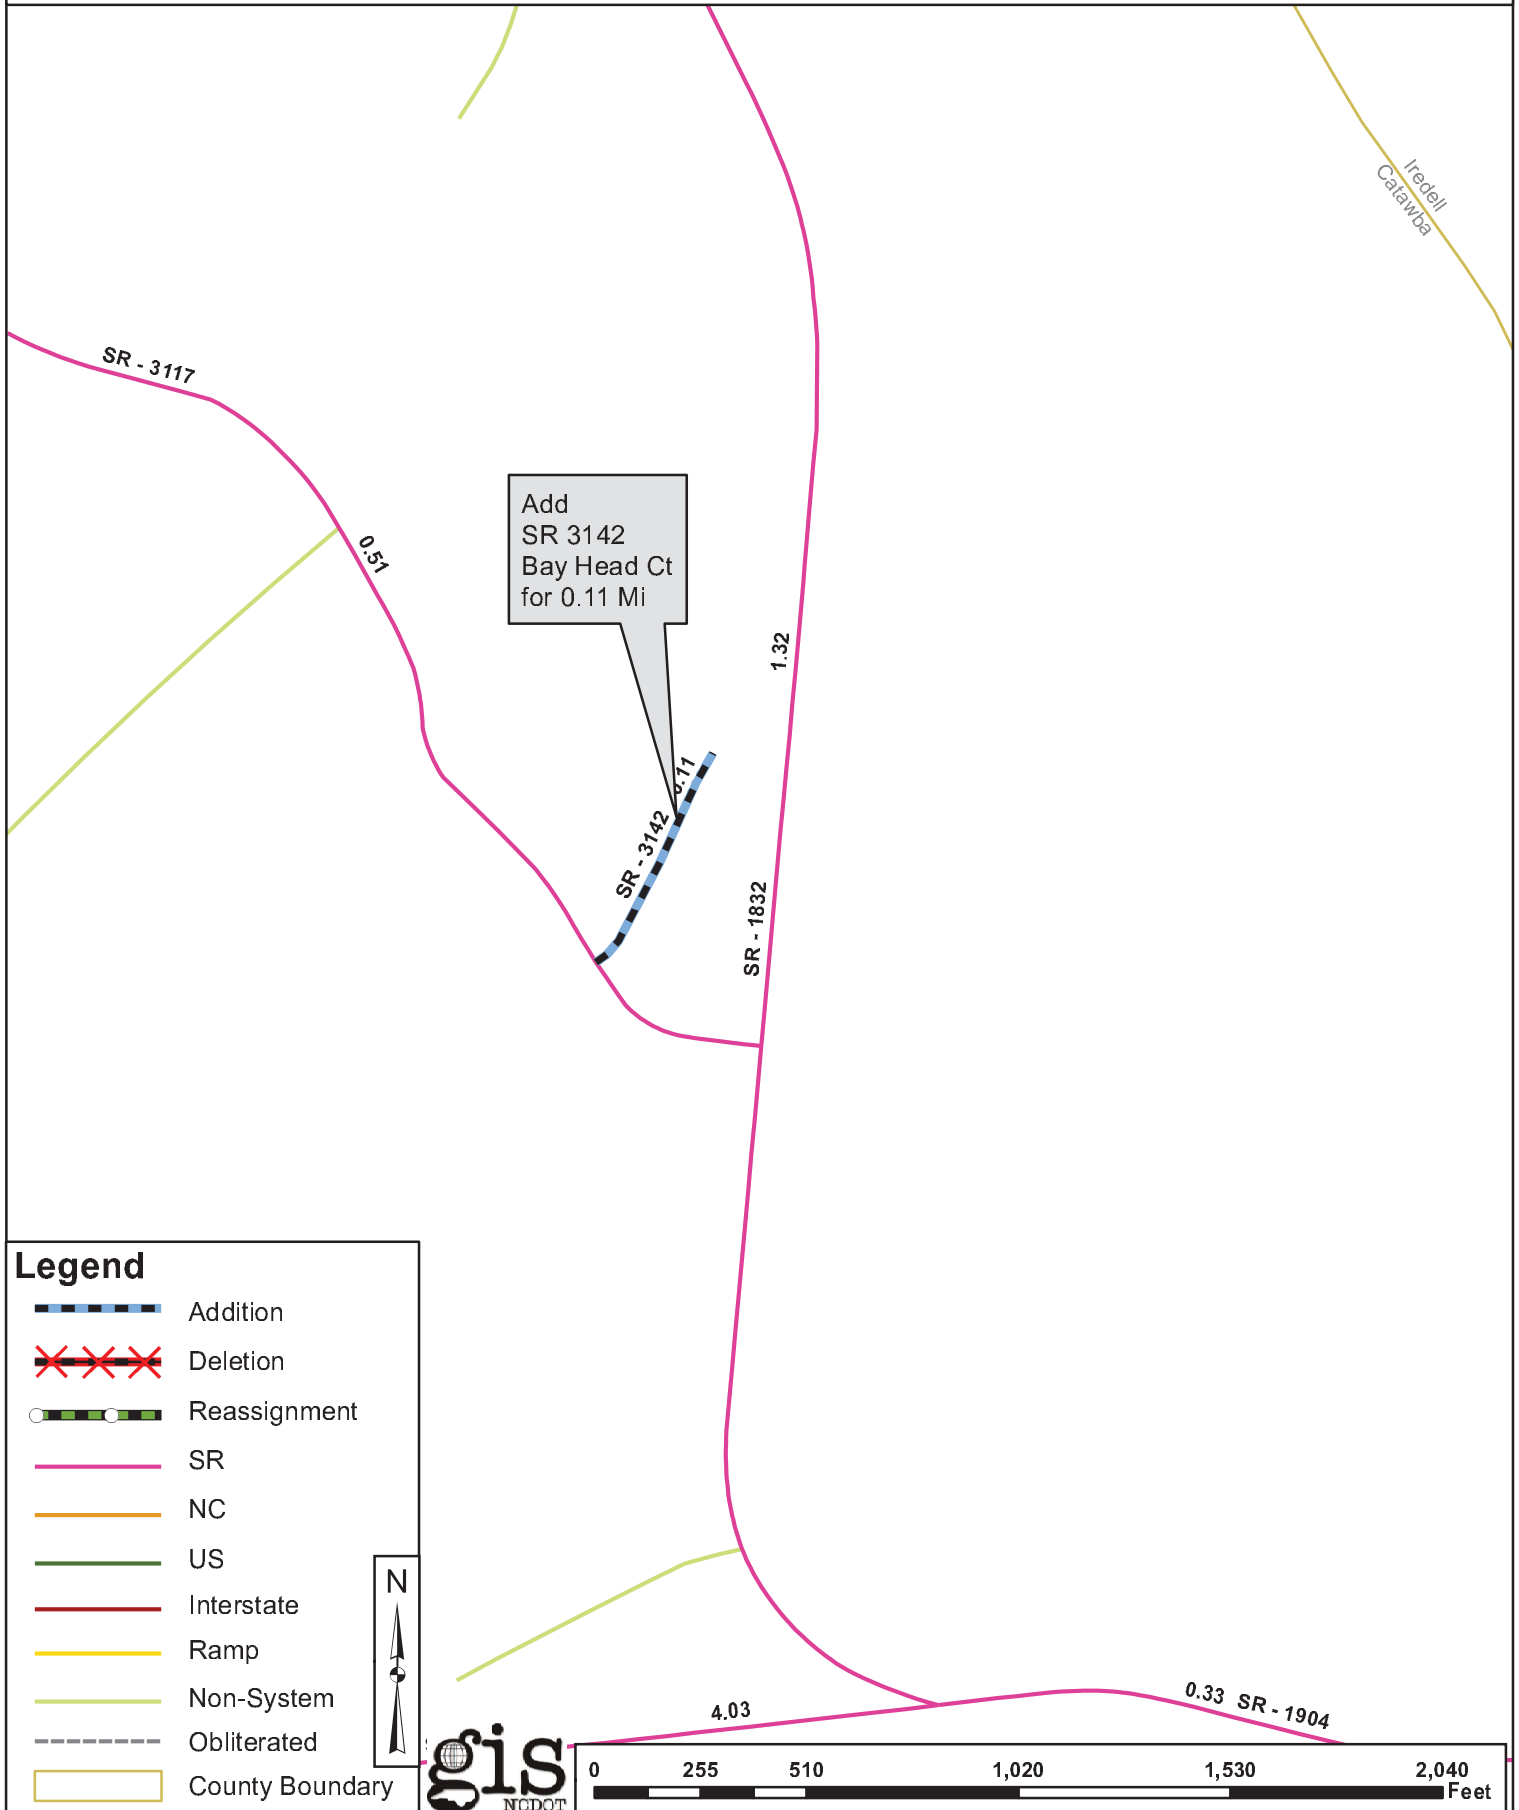 Iredell
Catawba
SR - 3117
0.51
Add
SR 3142
Bay Head Ct
for 0.11 Mi
1.32
SR - 3142
SR - 1832
Legend
Addition
Deletion
Reassignment
SR
NC
US
Interstate
Ramp
Non-System
Obliterated
County Boundary
N
4.03
0.33 SR - 1904
gis
NCDOT
0 255 510 1,020 1,530 2,040
Feet